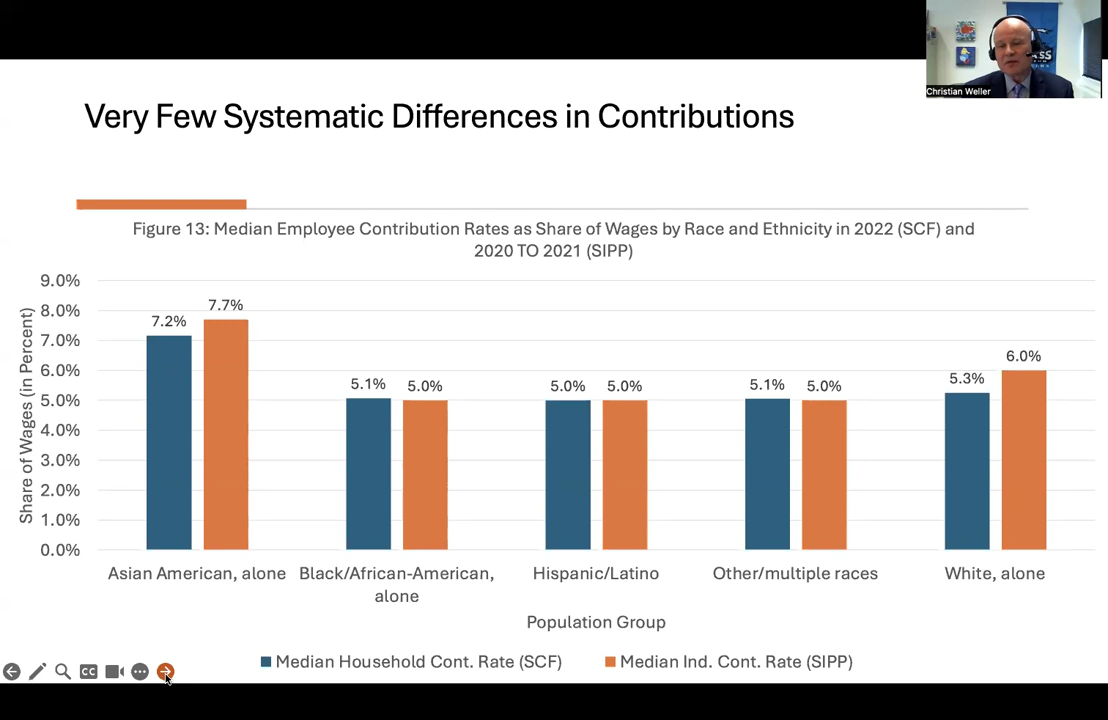 Christian Weller
Very Few Systematic Differences in Contributions
Figure 13: Median Employee Contribution Rates as Share of Wages by Race and Ethnicity in 2022 (SCF) and
2020 TO 2021 (SIPP)
Share of Wages (in Percent)
9.0%
8.0%
7.0%
6.0%
5.0%
4.0%
3.0%
2.0%
1.0%
0.0%
7.2%
7.7%
5.1%
5.0%
5.0%
5.0%
5.1%
5.0%
5.3%
6.0%
Asian American, alone
Black/African-American,
alone
Hispanic/Latino
Other/multiple races
White, alone
Population Group
Median Household Cont. Rate (SCF)
Median Ind. Cont. Rate (SIPP)
CC